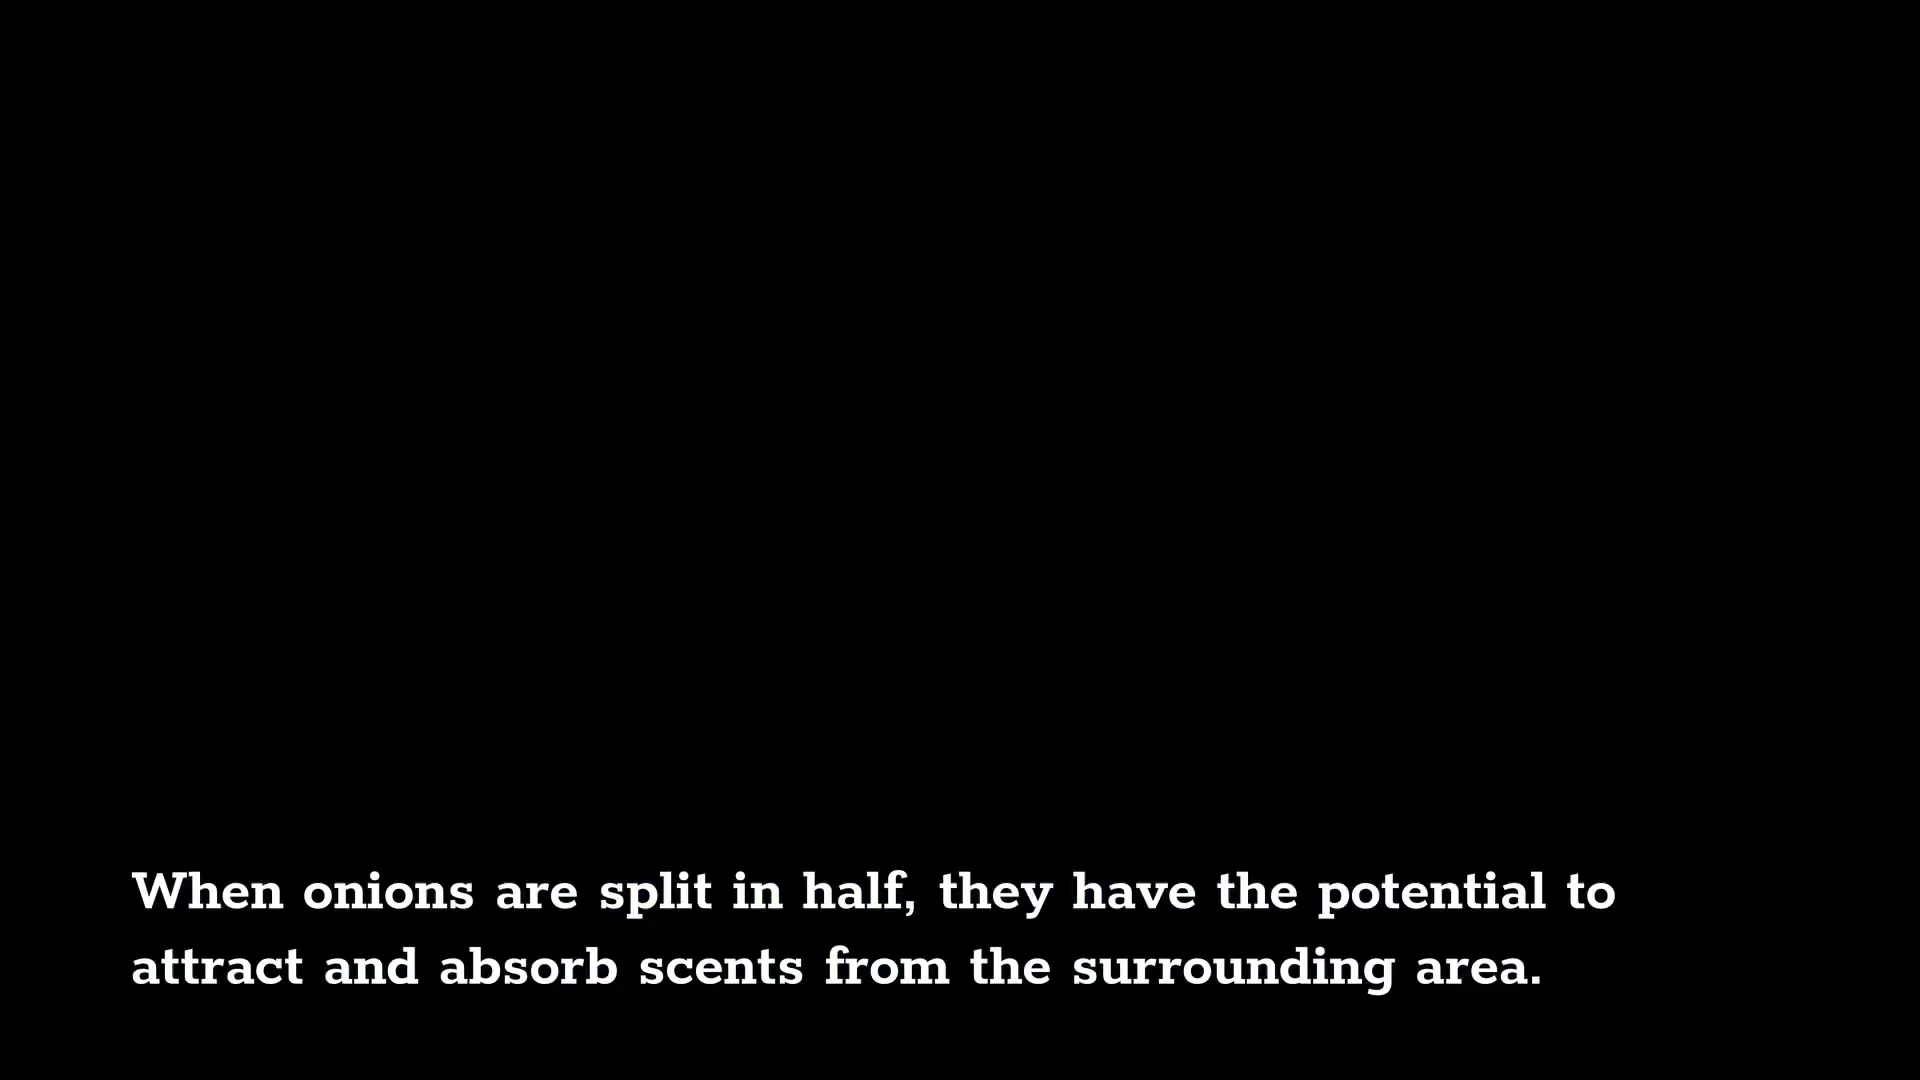 When onions are split in half, they have the potential to
attract and absorb scents from the surrounding area.